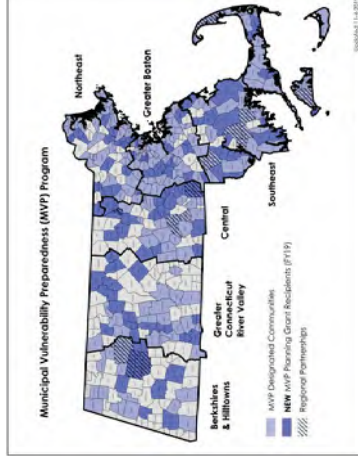 Municipal Vulnerability Preparedness (MVP) Program
Northeast
Greater Boston
Central
Southeast
Greater
Connecticut
River Valley
Berkshires
& Hilltowns
MVP Designated Communities
NEW MVP Planning Grant Recipients (FY19)
Regional Partnerships